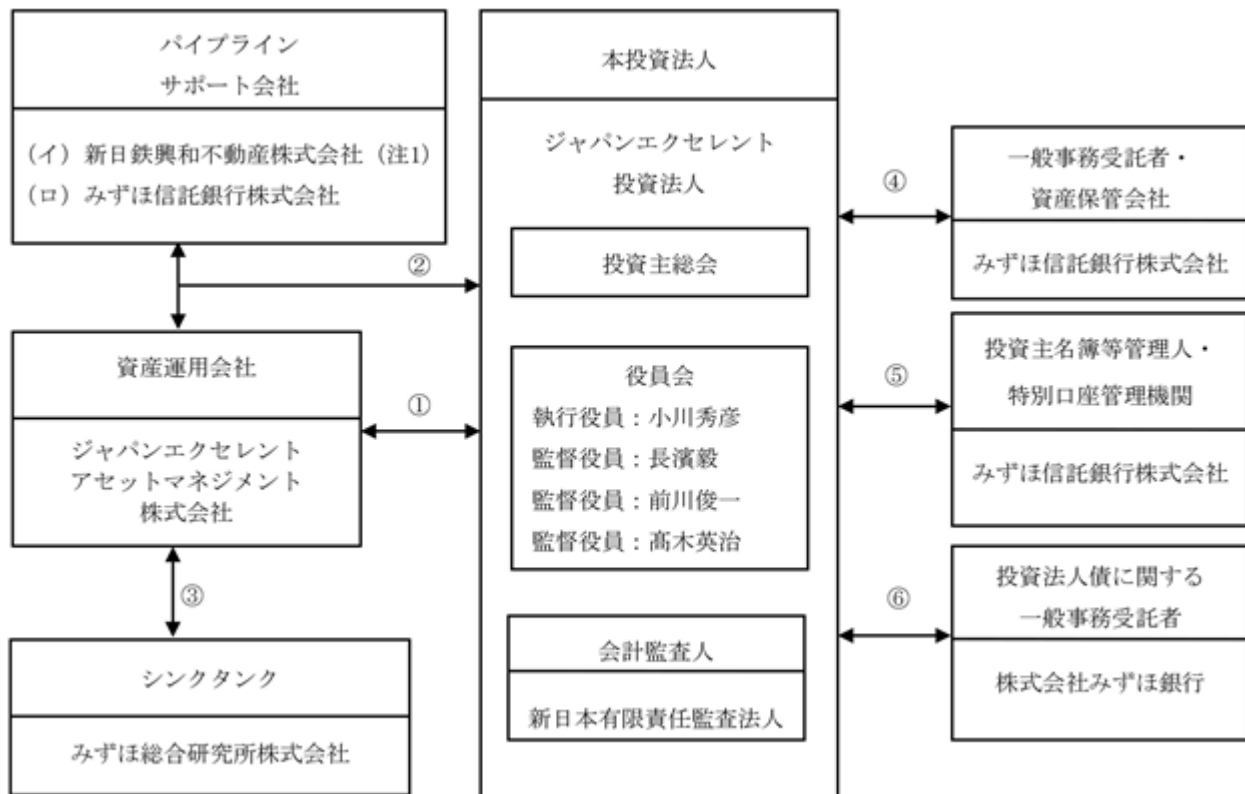 パイプライン
サポート会社
（イ）新日鉄興和不動産株式会社（注1）
（ロ）みずほ信託銀行株式会社
②
資産運用会社
ジャパンエクセレント
アセットマネジメント
株式会社
①
③
シンクタンク
みずほ総合研究所株式会社
本投資法人
ジャパンエクセレント
投資法人
投資主総会
役員会
執行役員：小川秀彦
監督役員：長濱毅
監督役員：前川俊一
監督役員：髙木英治
会計監査人
新日本有限責任監査法人
④
一般事務受託者・
資産保管会社
みずほ信託銀行株式会社
⑤
投資主名簿等管理人・
特別口座管理機関
みずほ信託銀行株式会社
⑥
投資法人債に関する
一般事務受託者
株式会社みずほ銀行